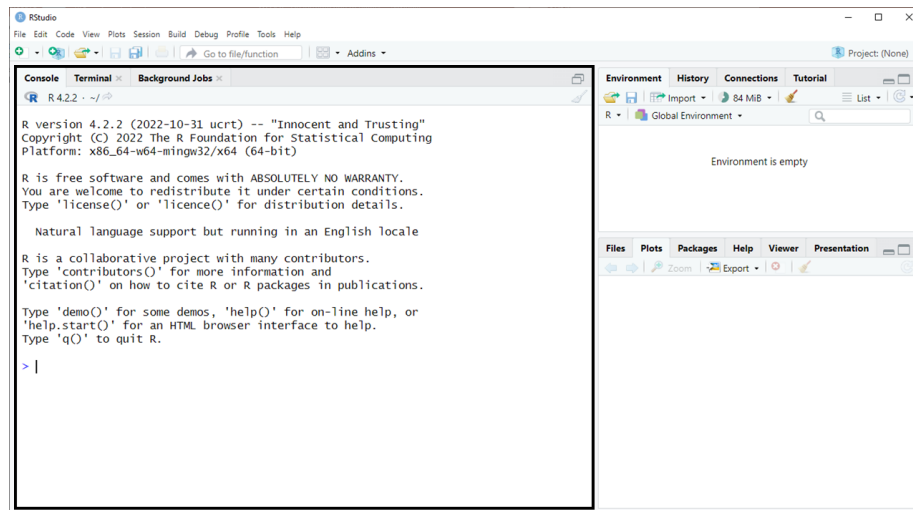 RStudio
File Edit Code View Plots Session Build Debug Profile Tools Help
Go to file/function Addins Project: (None)
Console Terminal Background Jobs
R 4.2.2 · ~/
R version 4.2.2 (2022-10-31 ucrt) -- "Innocent and Trusting"
Copyright (C) 2022 The R Foundation for Statistical Computing
Platform: x86_64-w64-mingw32/x64 (64-bit)
R is free software and comes with ABSOLUTELY NO WARRANTY.
You are welcome to redistribute it under certain conditions.
Type 'license()' or 'licence()' for distribution details.
Natural language support but running in an English locale
R is a collaborative project with many contributors.
Type 'contributors()' for more information and
'citation()' on how to cite R or R packages in publications.
Type 'demo()' for some demos, 'help()' for on-line help, or
'help.start()' for an HTML browser interface to help.
Type 'q()' to quit R.
>
Environment History Connections Tutorial
Import 84 MiB List
R Global Environment
Environment is empty
Files Plots Packages Help Viewer Presentation
Zoom Export